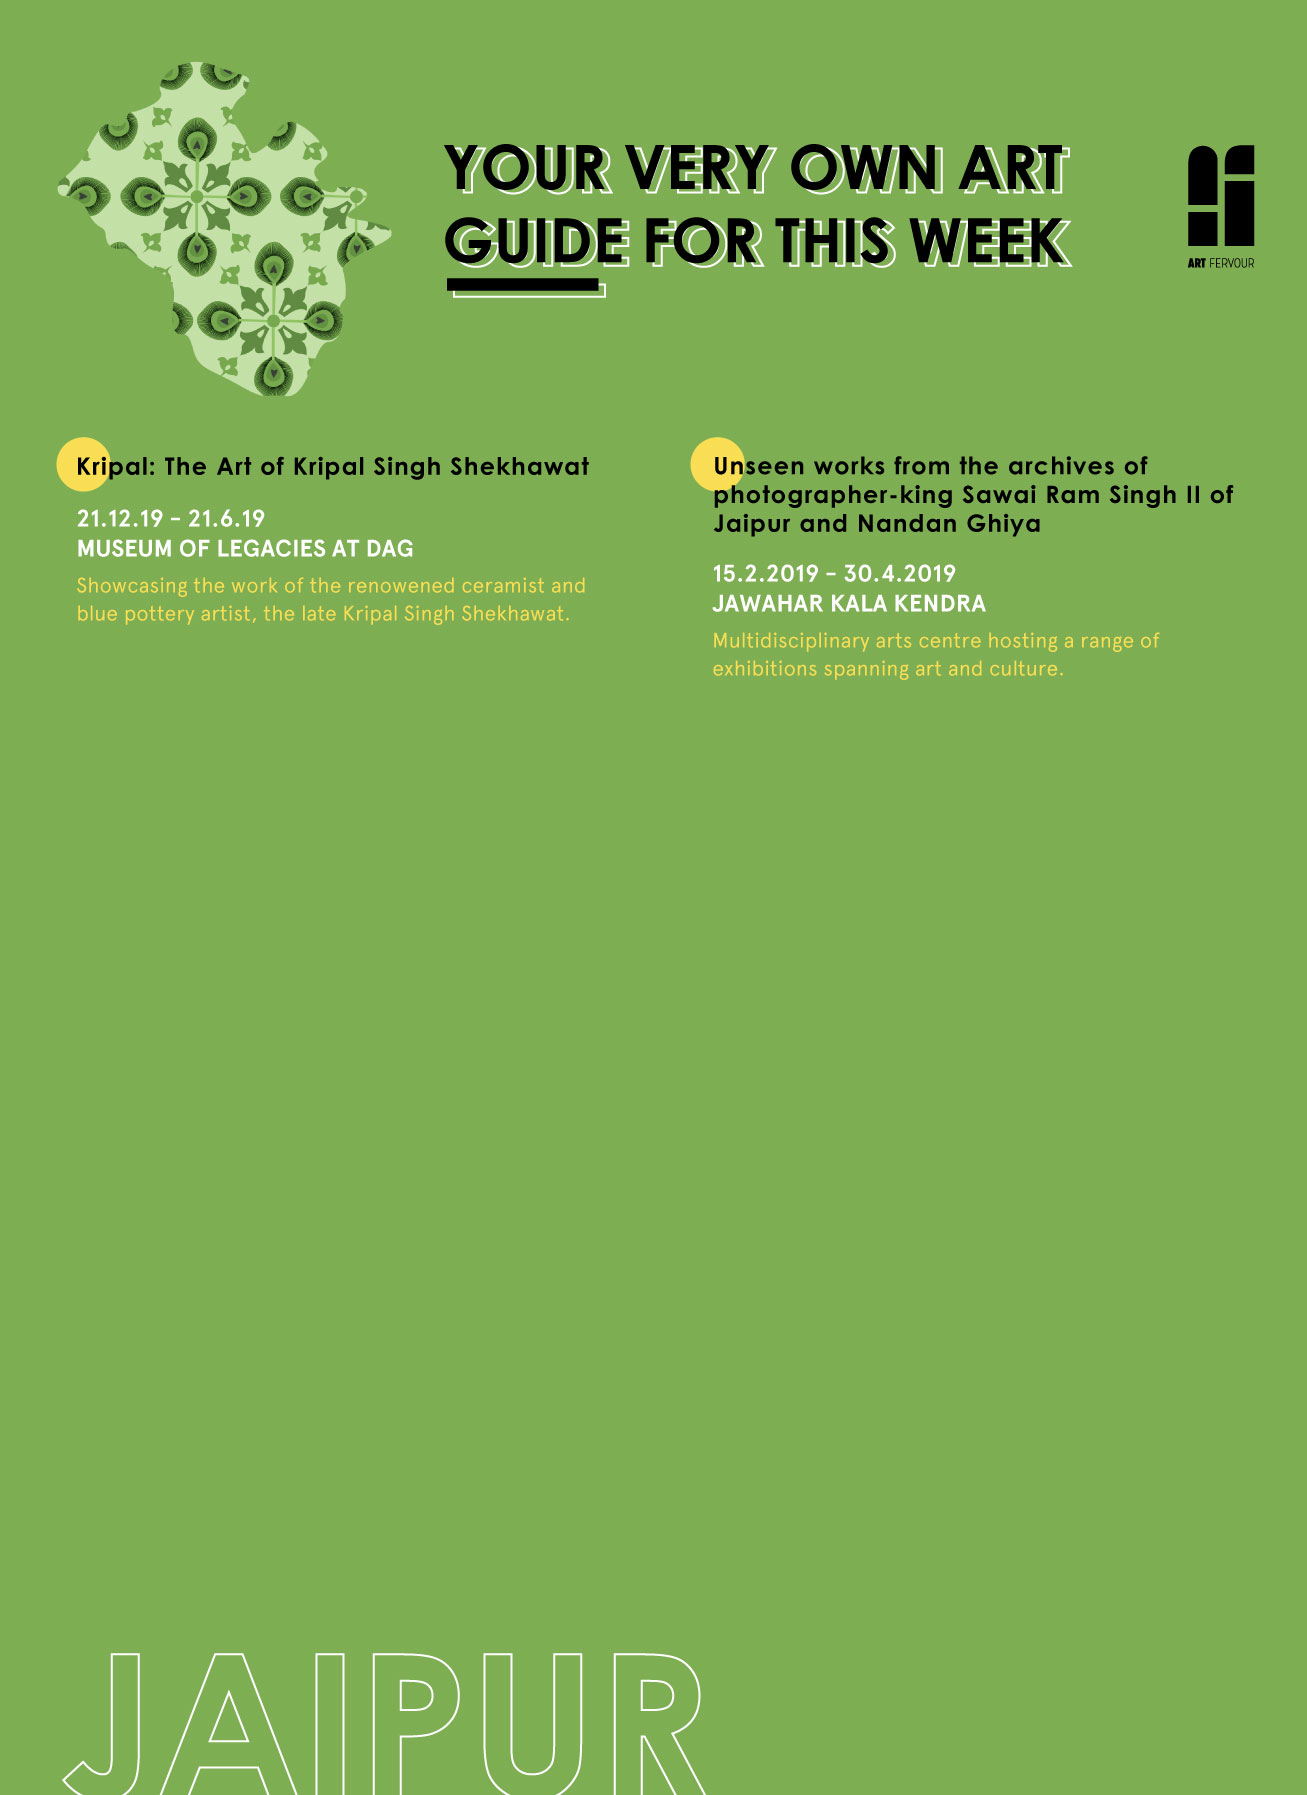 YOUR VERY OWN ART
GUIDE FOR THIS WEEK
ART FERVOUR
Kripal: The Art of Kripal Singh Shekhawat
21.12.19 - 21.6.19
MUSEUM OF LEGACIES AT DAG
Showcasing the work of the renowened ceramist and
blue pottery artist, the late Kripal Singh Shekhawat.
Unseen works from the archives of
photographer-king Sawai Ram Singh II of
Jaipur and Nandan Ghiya
15.2.2019 - 30.4.2019
JAWAHAR KALA KENDRA
Multidisciplinary arts centre hosting a range of
exhibitions spanning art and culture.
JAIPUR